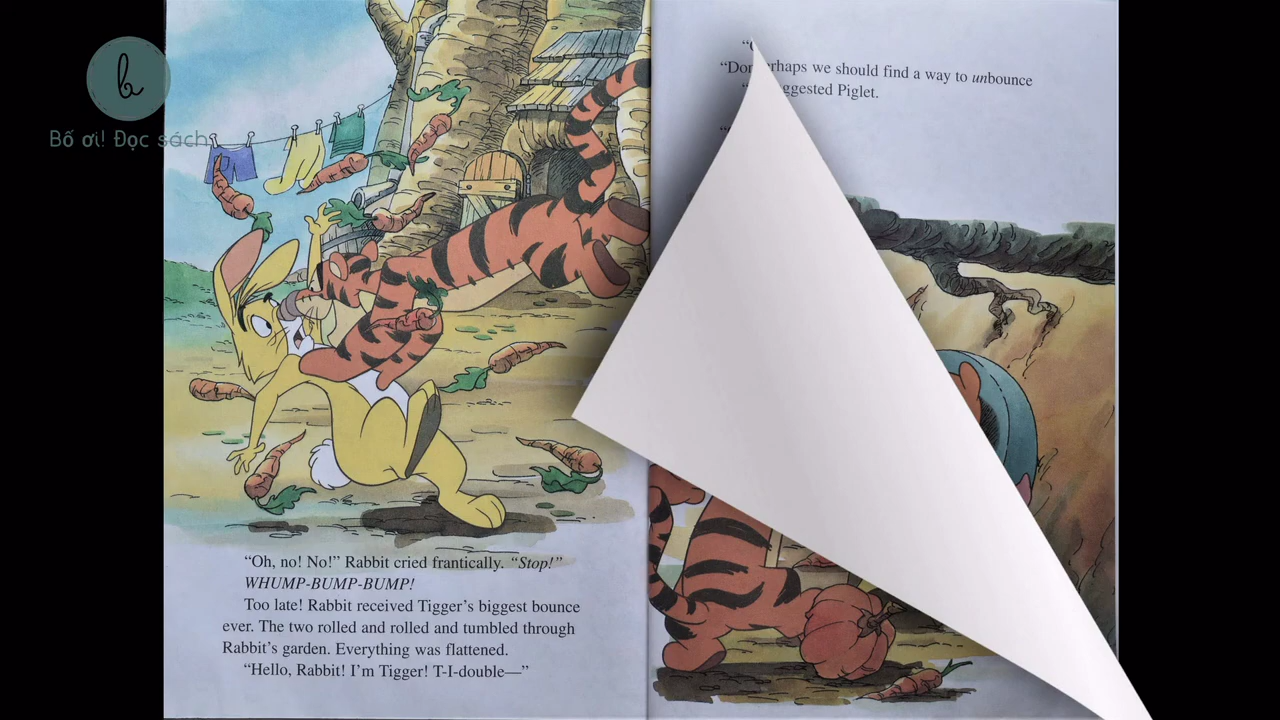 b
Bố ơi! Đọc sách
“Oh, no! No!” Rabbit cried frantically. “Stop!”
WHUMP-BUMP-BUMP!
Too late! Rabbit received Tigger’s biggest bounce
ever. The two rolled and rolled and tumbled through
Rabbit’s garden. Everything was flattened.
“Hello, Rabbit! I’m Tigger! T-I-double—”
we should find a way to unbounce
Piglet.